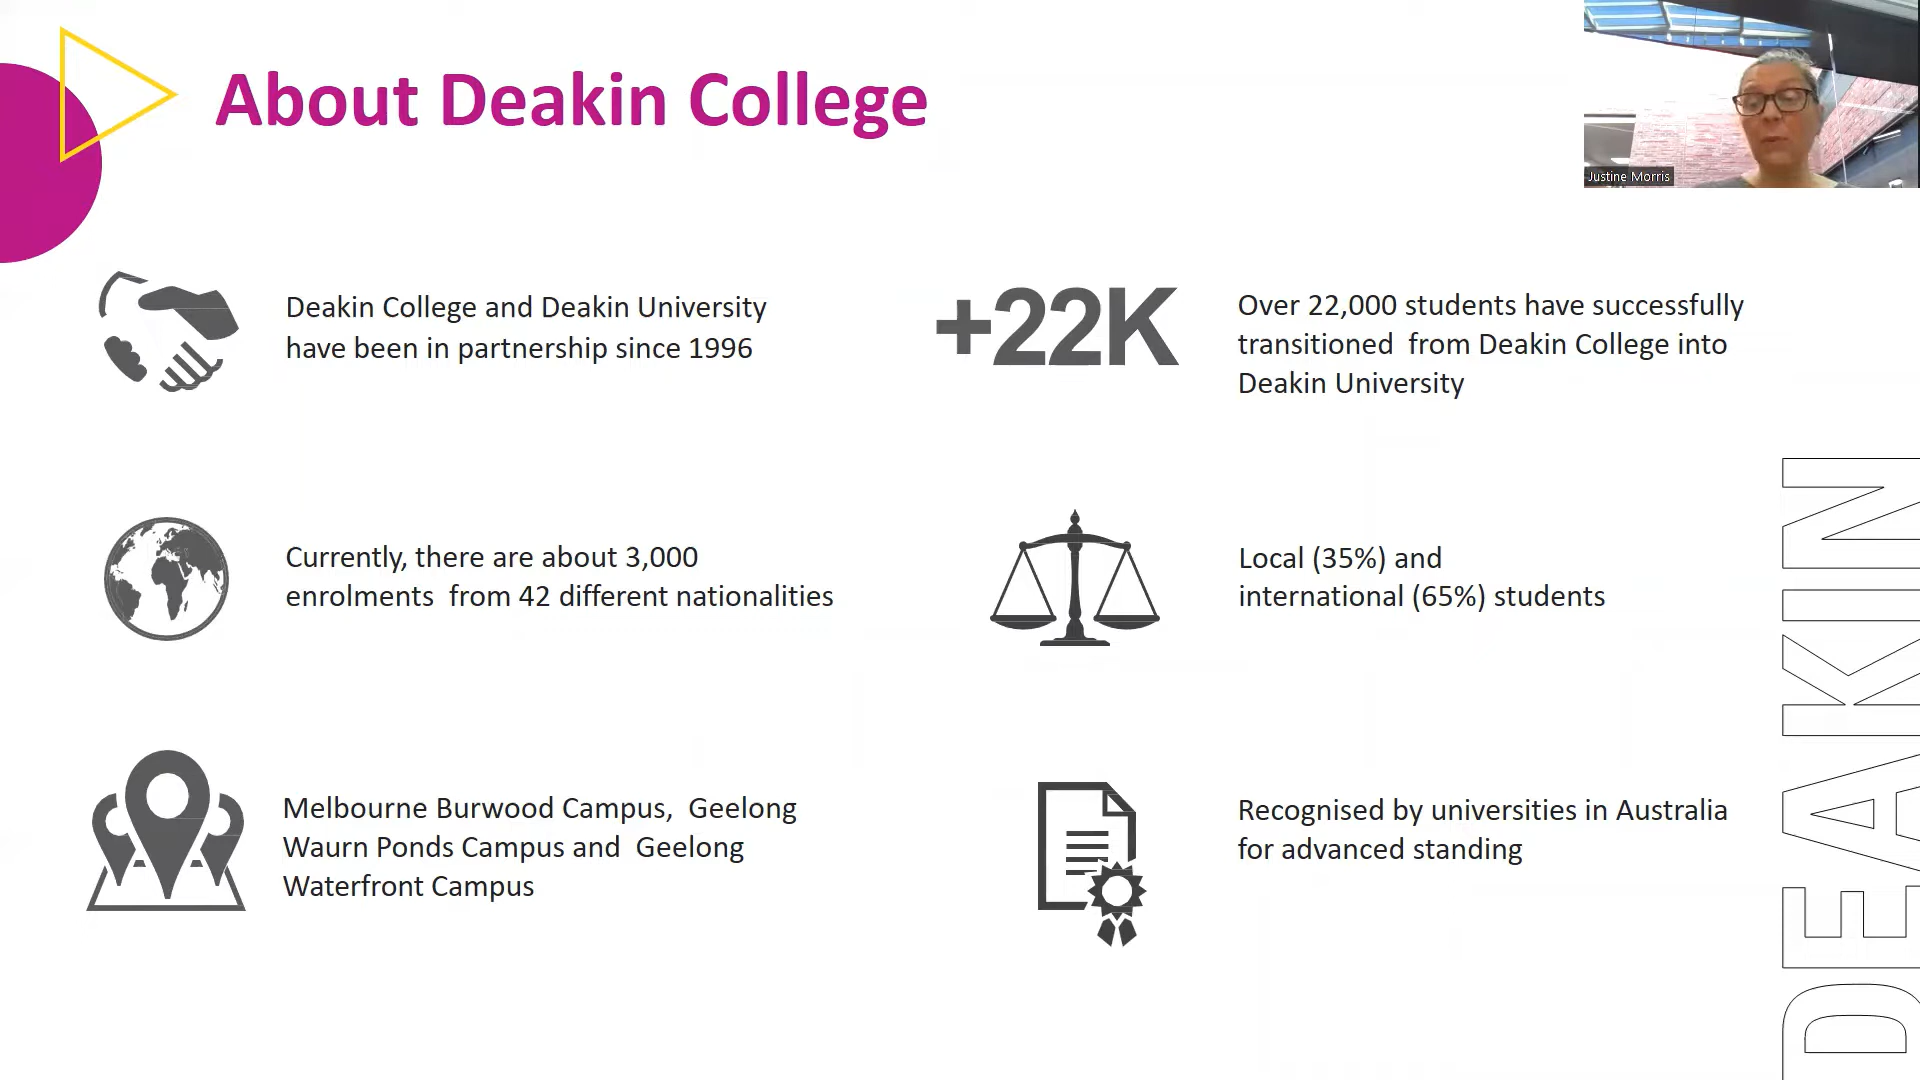 About Deakin College
Justine Morris
Deakin College and Deakin University
have been in partnership since 1996
+22K
Over 22,000 students have successfully
transitioned from Deakin College into
Deakin University
Currently, there are about 3,000
enrolments from 42 different nationalities
Local (35%) and
international (65%) students
Melbourne Burwood Campus, Geelong
Waurn Ponds Campus and Geelong
Waterfront Campus
Recognised by universities in Australia
for advanced standing
DEAKIN